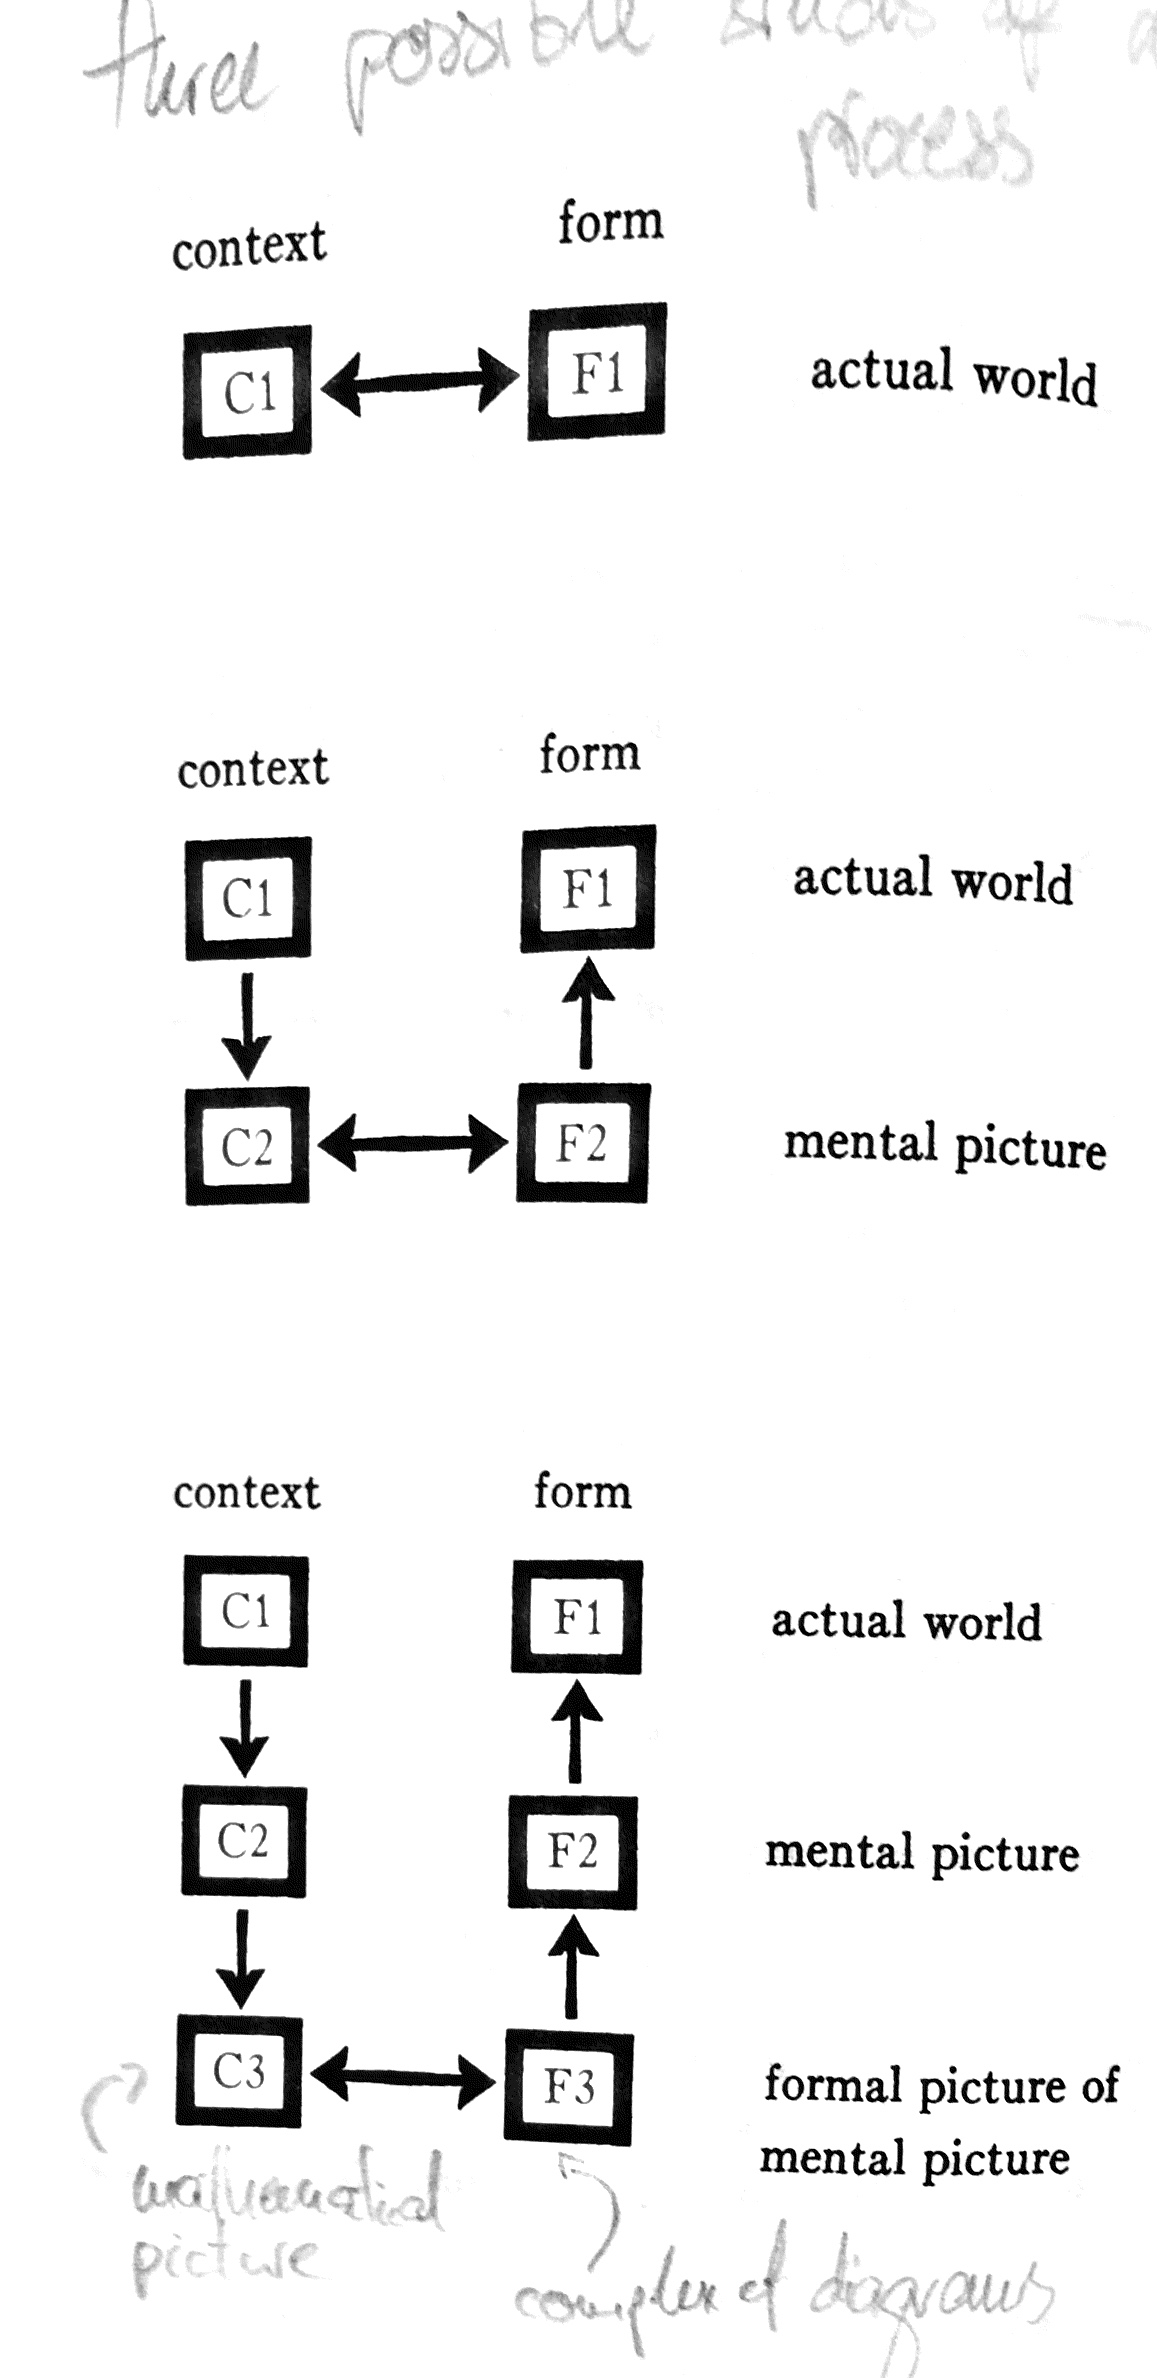 three possible kinds of a
process
context form
C1 F1 actual world
context form
C1 F1 actual world
C2 F2 mental picture
context form
C1 F1 actual world
C2 F2 mental picture
C3 F3 formal picture of
mental picture
mathematical
picture
complex of diagrams